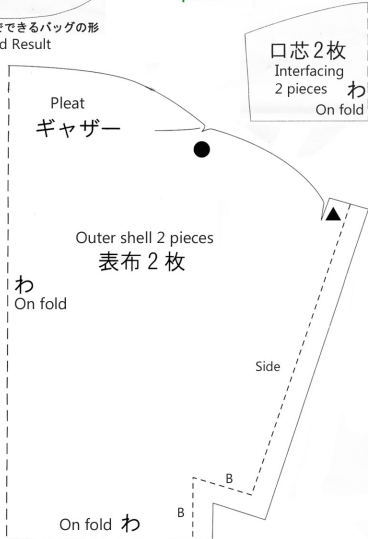 できるバッグの形
d Result
口芯2枚
Interfacing
2 pieces
わ
On fold
Pleat
ギャザー
Outer shell 2 pieces
表布2枚
わ
On fold
Side
B
B
On fold わ